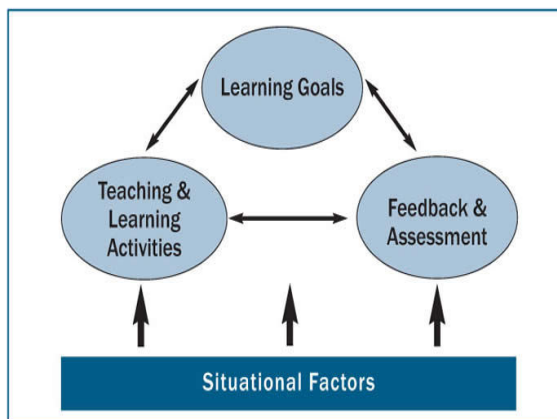 Learning Goals
Teaching &
Learning
Activities
Feedback &
Assessment
Situational Factors